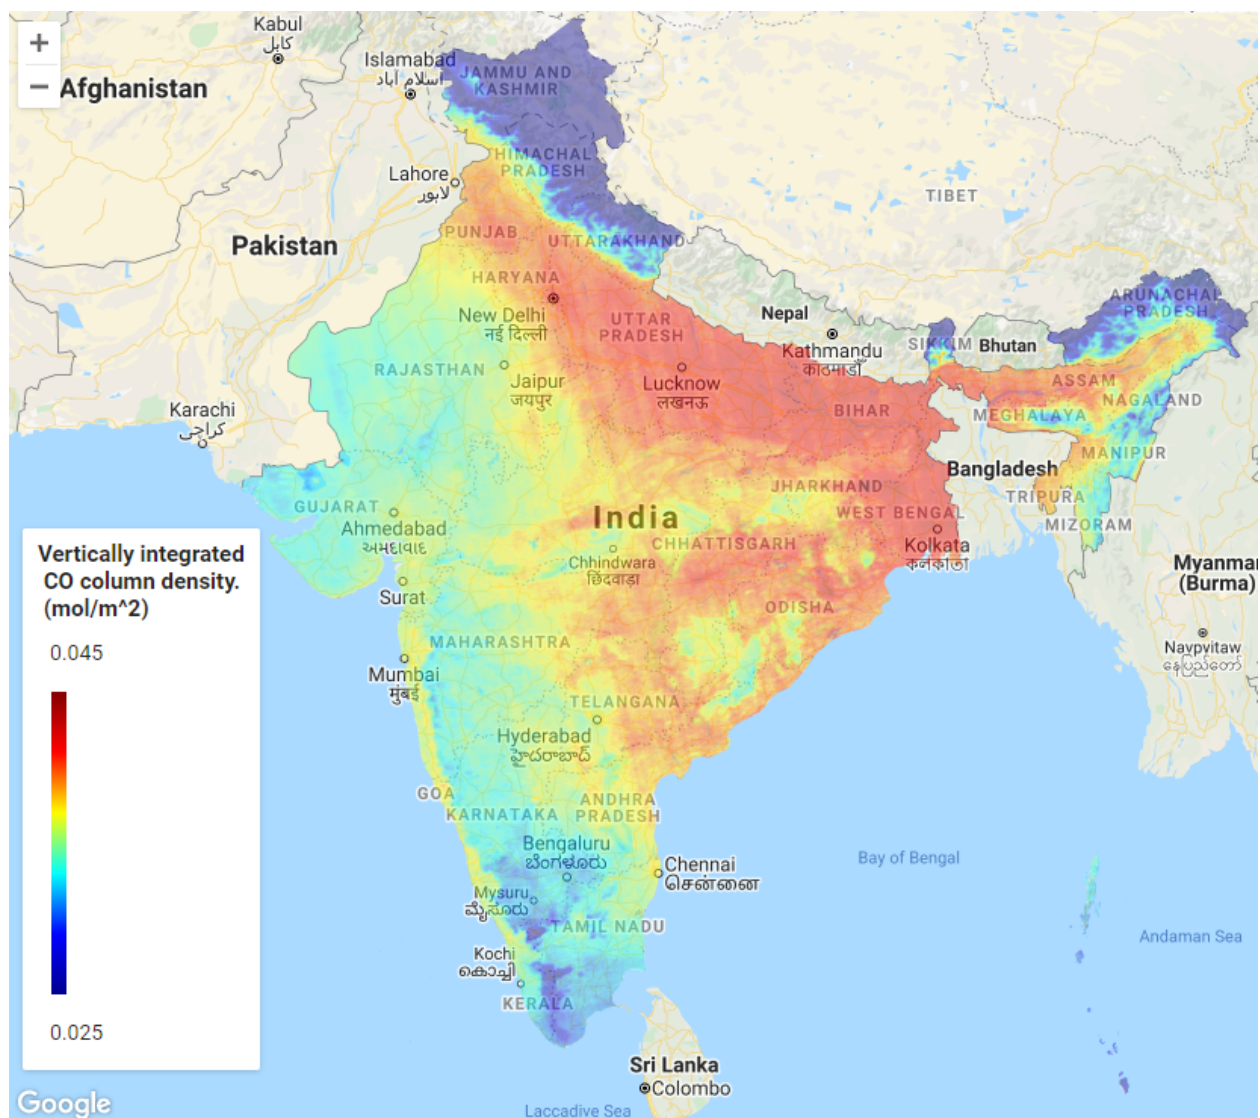 +
−
Kabul
کابل
Islamabad
اسلام آباد
Afghanistan
JAMMU AND
KASHMIR
HIMACHAL
PRADESH
Lahore
لاہور
TIBET
PUNJAB
UTTARAKHAND
Pakistan
HARYANA
New Delhi
नई दिल्ली
UTTAR
PRADESH
Nepal
Kathmandu
काठमाडौँ
SIKKIM
Bhutan
ARUNACHAL
PRADESH
RAJASTHAN
Jaipur
जयपुर
Lucknow
लखनऊ
BIHAR
ASSAM
NAGALAND
MEGHALAYA
Karachi
کراچی
MANIPUR
Bangladesh
JHARKHAND
TRIPURA
GUJARAT
Ahmedabad
અમદાવાદ
India
WEST BENGAL
MIZORAM
CHHATTISGARH
Kolkata
কলকাতা
Chhindwara
छिंदवाड़ा
Myanmar
(Burma)
Vertically integrated
CO column density.
(mol/m^2)
0.045
0.025
Surat
ODISHA
MAHARASHTRA
Naypyitaw
နေပြည်တော်
Mumbai
मुंबई
TELANGANA
Hyderabad
హైదరాబాద్
GOA
KARNATAKA
ANDHRA
PRADESH
Bengaluru
ಬೆಂಗಳೂರು
Chennai
சென்னை
Bay of Bengal
Mysuru
ಮೈಸೂರು
TAMIL NADU
Andaman Sea
Kochi
കൊച്ചി
KERALA
Sri Lanka
Colombo
Laccadive Sea
Google